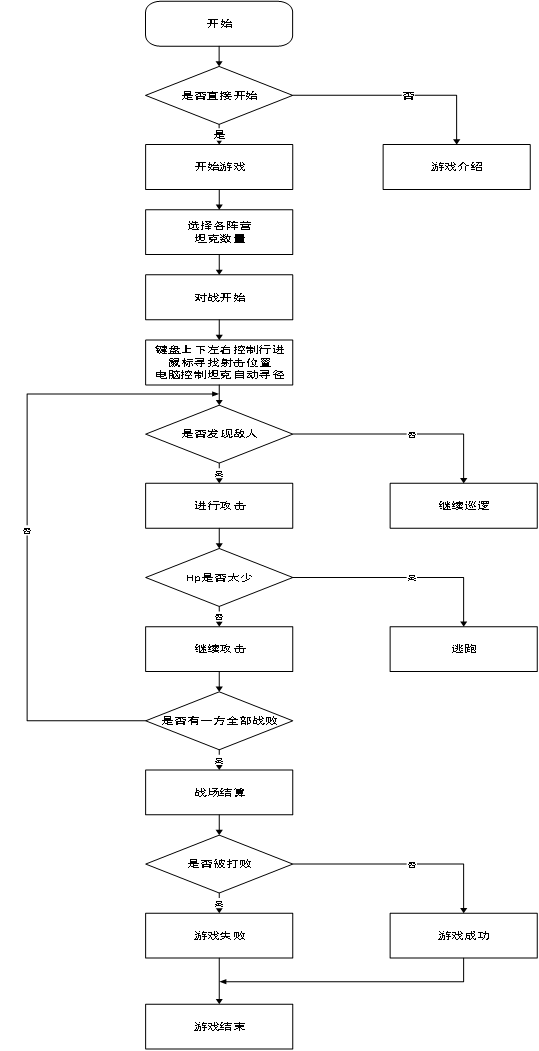 开始
是否直接开始
否
是
开始游戏
游戏介绍
选择各阵营
坦克数量
对战开始
键盘上下左右控制行进
鼠标寻找射击位置
电脑控制坦克自动寻径
是否发现敌人
否
是
进行攻击
继续巡逻
否
Hp是否太少
是
否
继续攻击
逃跑
是否有一方全部战败
是
战场结算
是否被打败
否
是
游戏失败
游戏成功
游戏结束